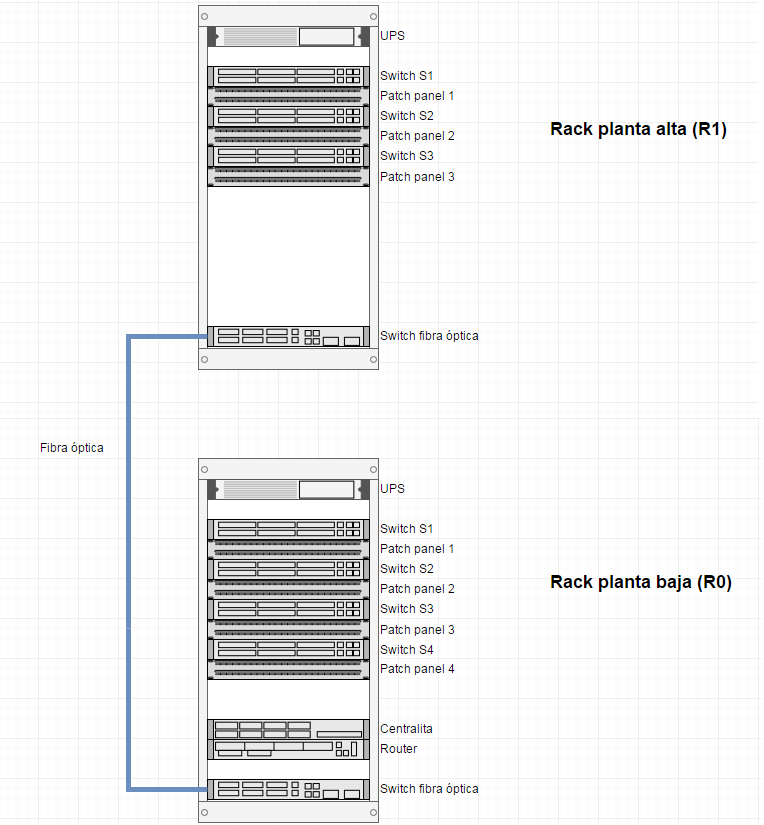 UPS
Switch S1
Patch panel 1
Switch S2
Rack planta alta (R1)
Patch panel 2
Switch S3
Patch panel 3
Switch fibra óptica
Fibra óptica
UPS
Switch S1
Patch panel 1
Switch S2
Rack planta baja (R0)
Patch panel 2
Switch S3
Patch panel 3
Switch S4
Patch panel 4
Centralita
Router
Switch fibra óptica